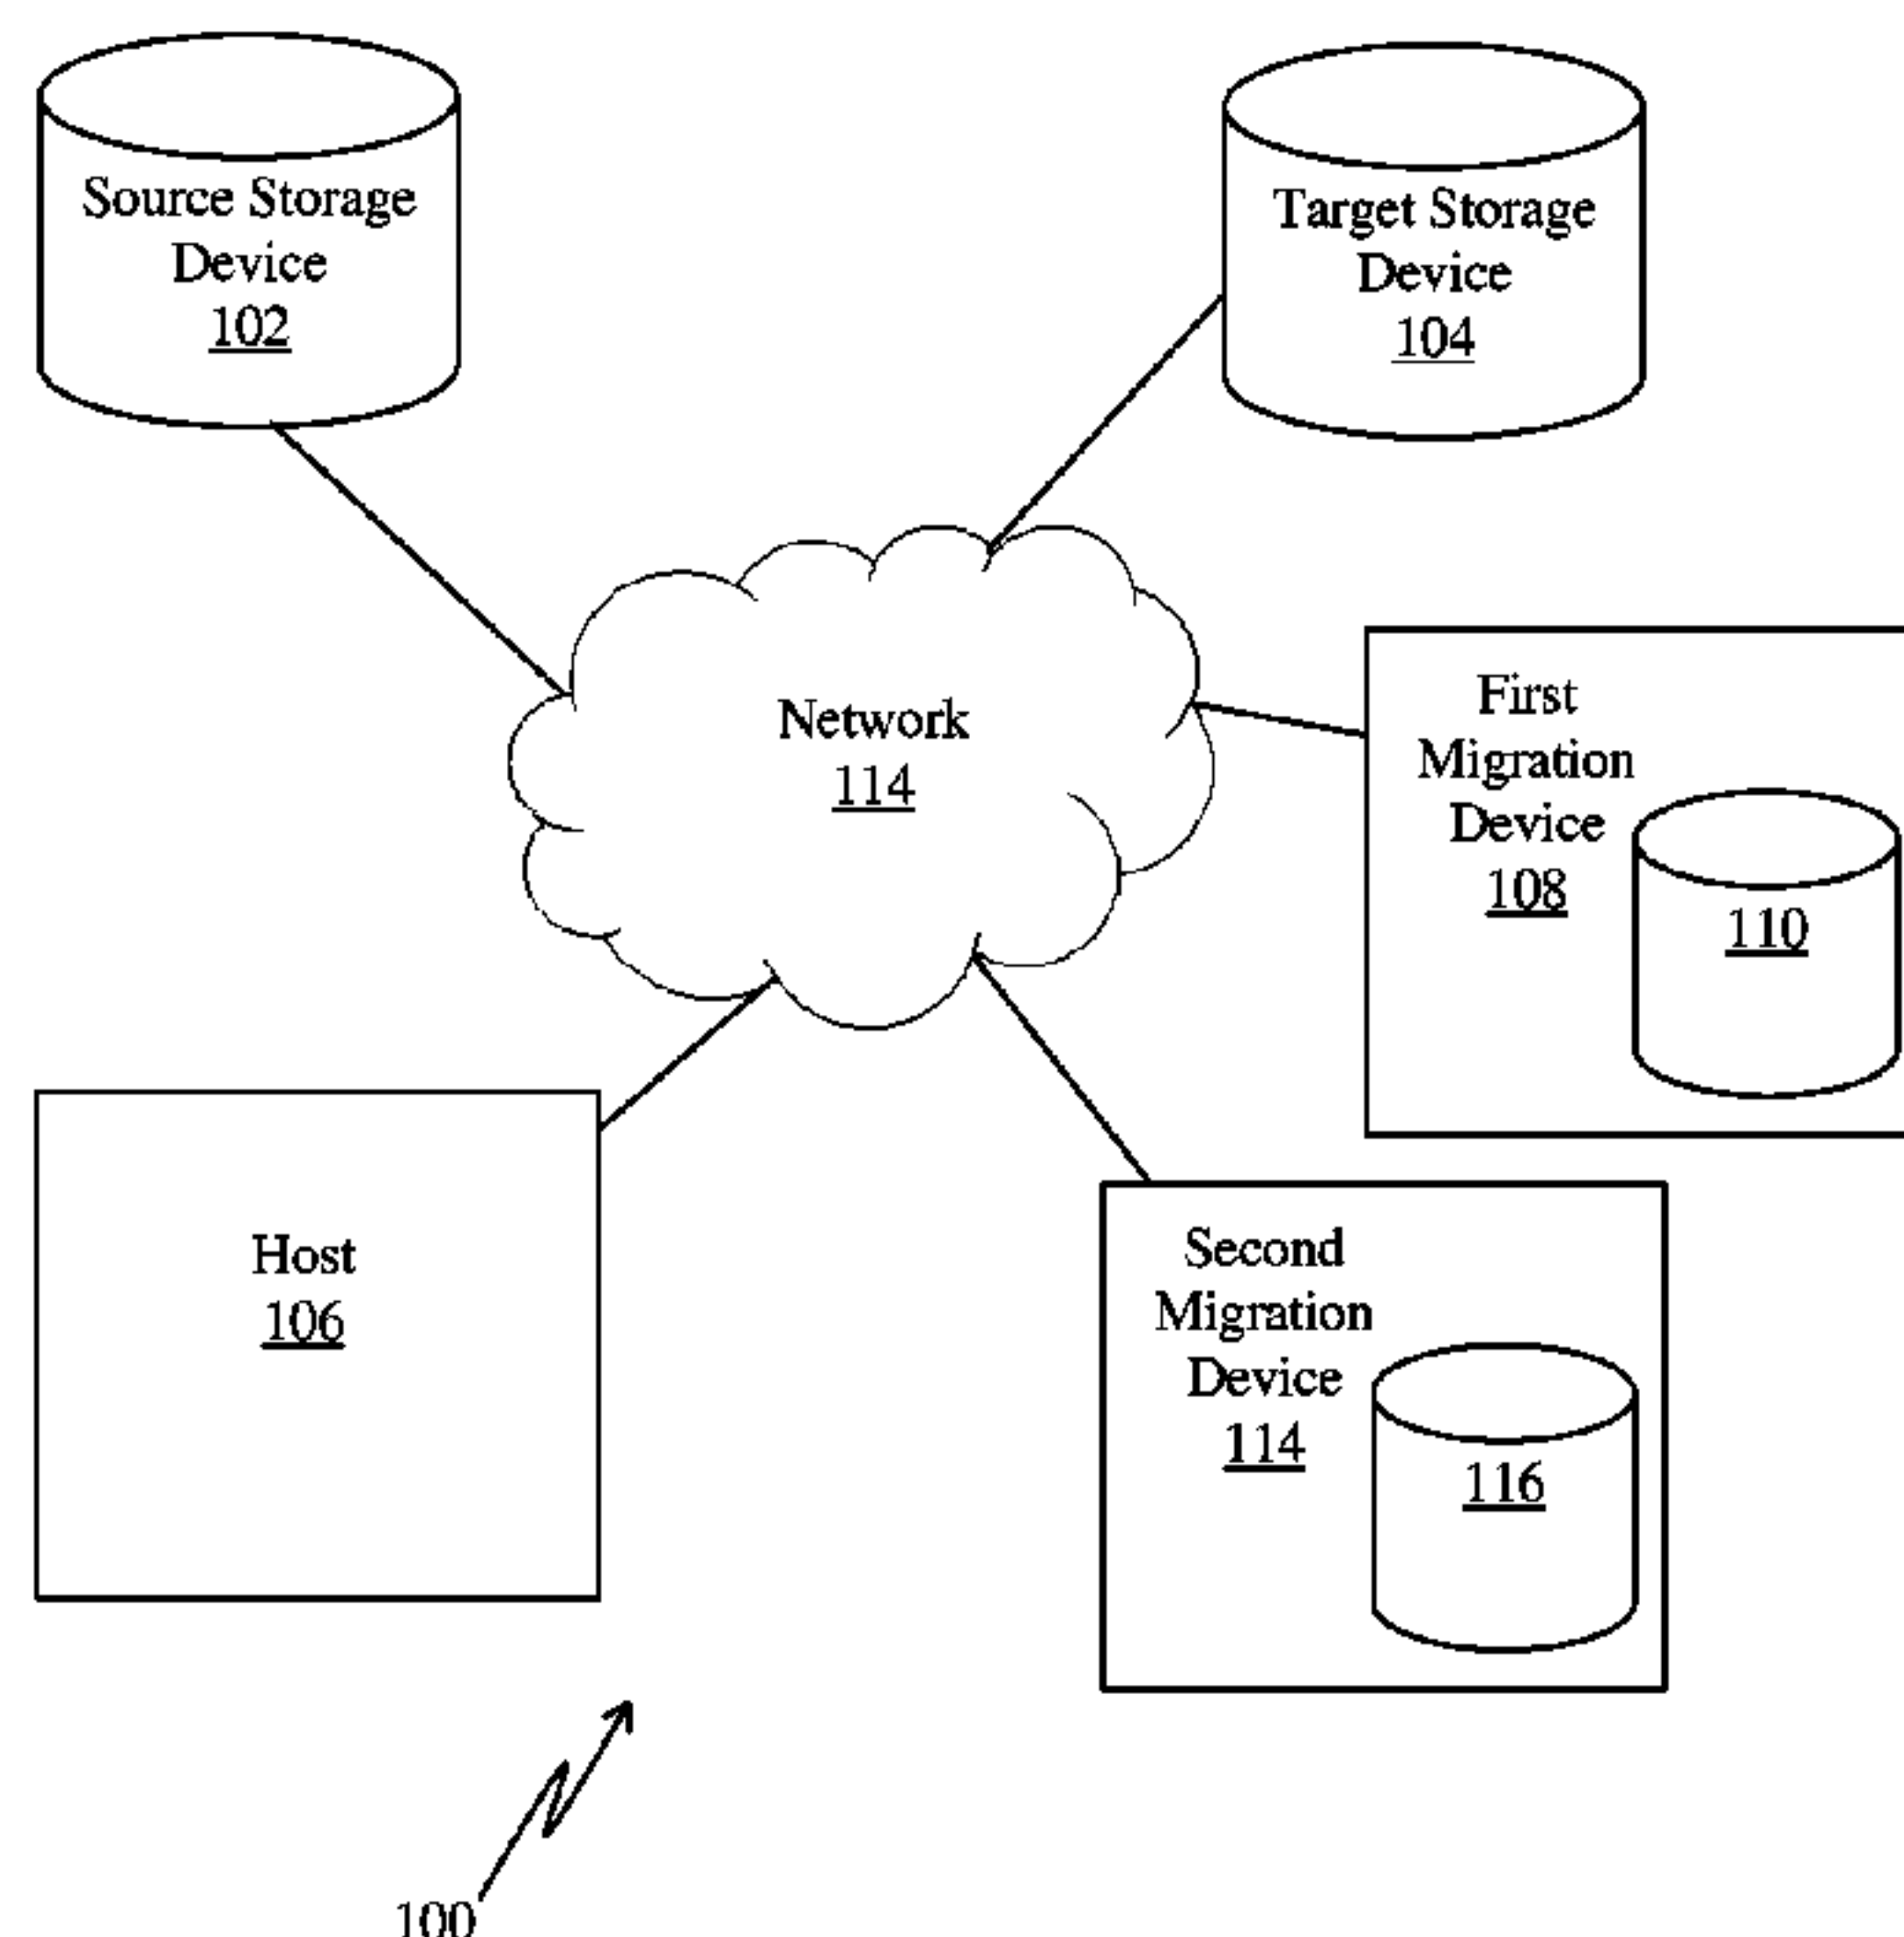 Source Storage
Device
102
Target Storage
Device
104
Network
114
First
Migration
Device
108
110
Host
106
Second
Migration
Device
114
116
100